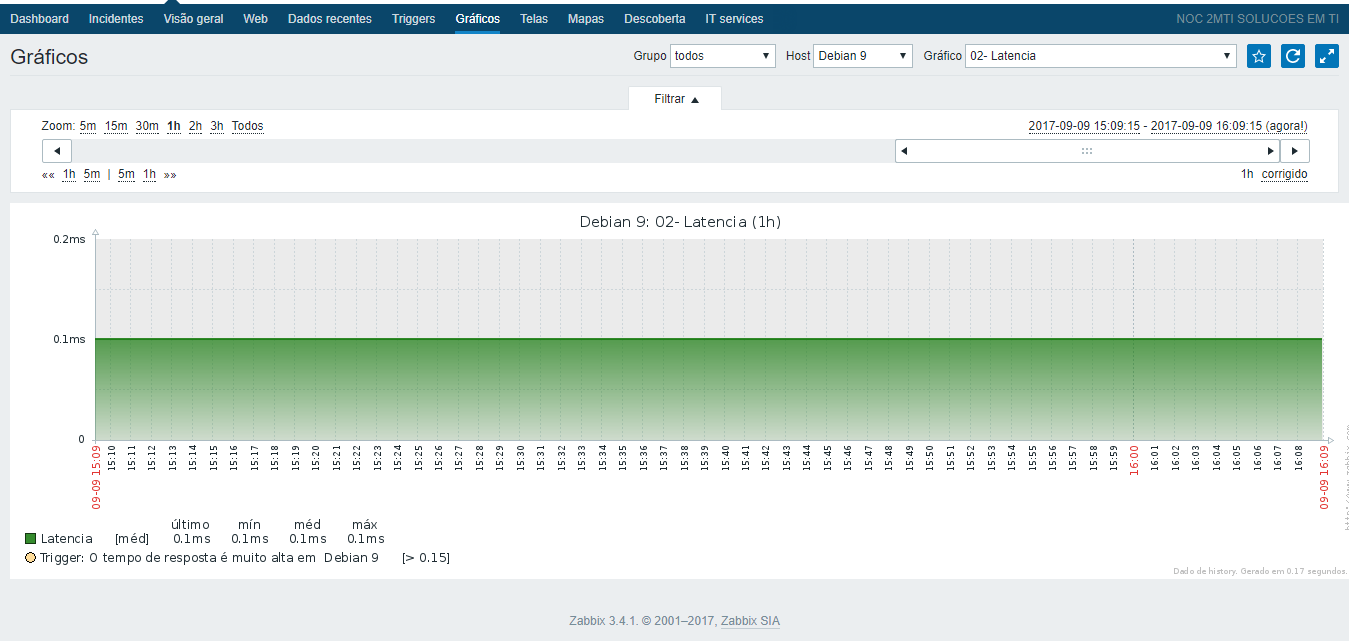 Dashboard Incidentes Visão geral Web Dados recentes Triggers Gráficos Telas Mapas Descoberta IT services NOC 2MTI SOLUCOES EM TI
Gráficos Grupo todos Host Debian 9 Gráfico 02- Latencia
Filtrar ▲
Zoom: 5m 15m 30m 1h 2h 3h Todos 2017-09-09 15:09:15 - 2017-09-09 16:09:15 (agora!)
«« 1h 5m | 5m 1h »» 1h corrigido
Debian 9: 02- Latencia (1h)
0.2ms
0.1ms
0
09-09 15:09 15:10 15:11 15:12 15:13 15:14 15:15 15:16 15:17 15:18 15:19 15:20 15:21 15:22 15:23 15:24 15:25 15:26 15:27 15:28 15:29 15:30 15:31 15:32 15:33 15:34 15:35 15:36 15:37 15:38 15:39 15:40 15:41 15:42 15:43 15:44 15:45 15:46 15:47 15:48 15:49 15:50 15:51 15:52 15:53 15:54 15:55 15:56 15:57 15:58 15:59 16:00 16:01 16:02 16:03 16:04 16:05 16:06 16:07 16:08 09-09 16:09
último mín méd máx
Latencia [méd] 0.1ms 0.1ms 0.1ms 0.1ms
Trigger: O tempo de resposta é muito alta em Debian 9 [> 0.15]
Dado de history. Gerado em 0.17 segundos.
Zabbix 3.4.1. © 2001–2017, Zabbix SIA